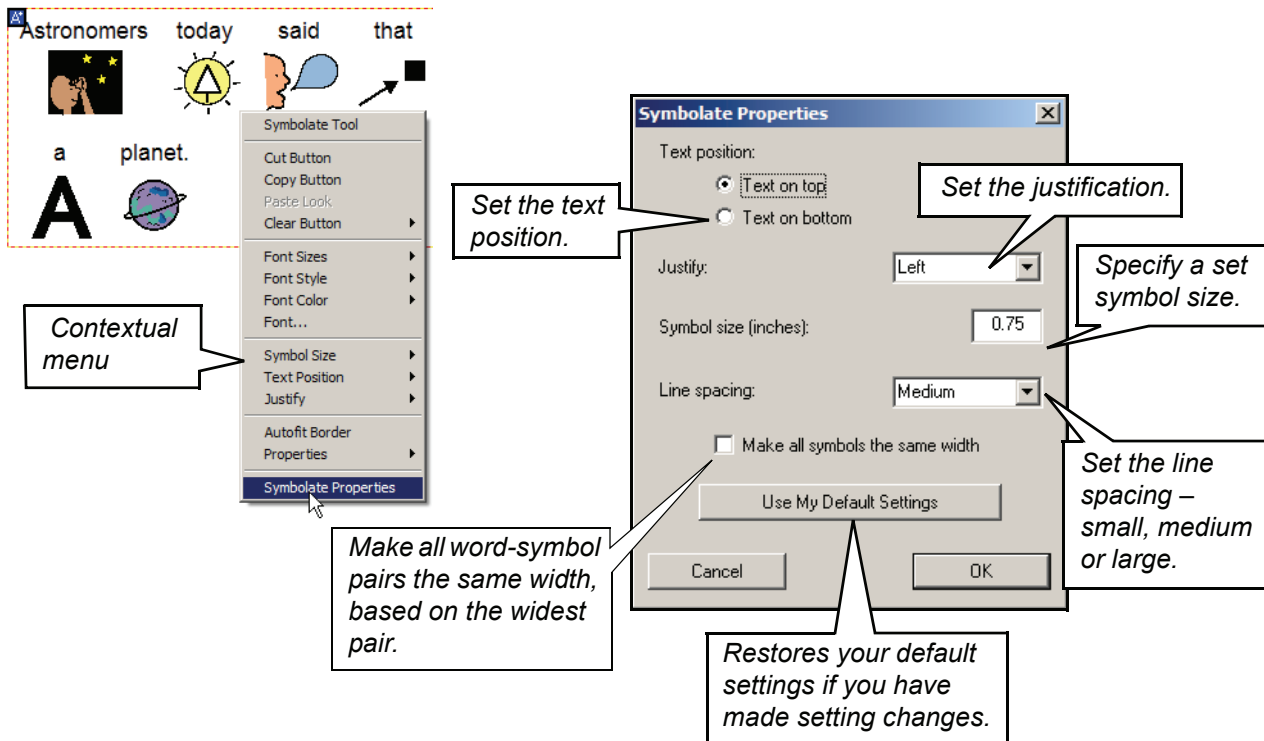 Astronomers today said that
a planet.
A
Symbolate Tool
Cut Button
Copy Button
Paste Look
Clear Button
Font Sizes
Font Style
Font Color
Font...
Symbol Size
Text Position
Justify
Autofit Border
Properties
Symbolate Properties
Contextual
menu
Symbolate Properties
Text position:
Text on top
Text on bottom
Justify:
Left
Symbol size (inches):
0.75
Line spacing:
Medium
Make all symbols the same width
Use My Default Settings
Cancel
OK
Set the text
position.
Set the justification.
Specify a set
symbol size.
Set the line
spacing –
small, medium
or large.
Make all word-symbol
pairs the same width,
based on the widest
pair.
Restores your default
settings if you have
made setting changes.